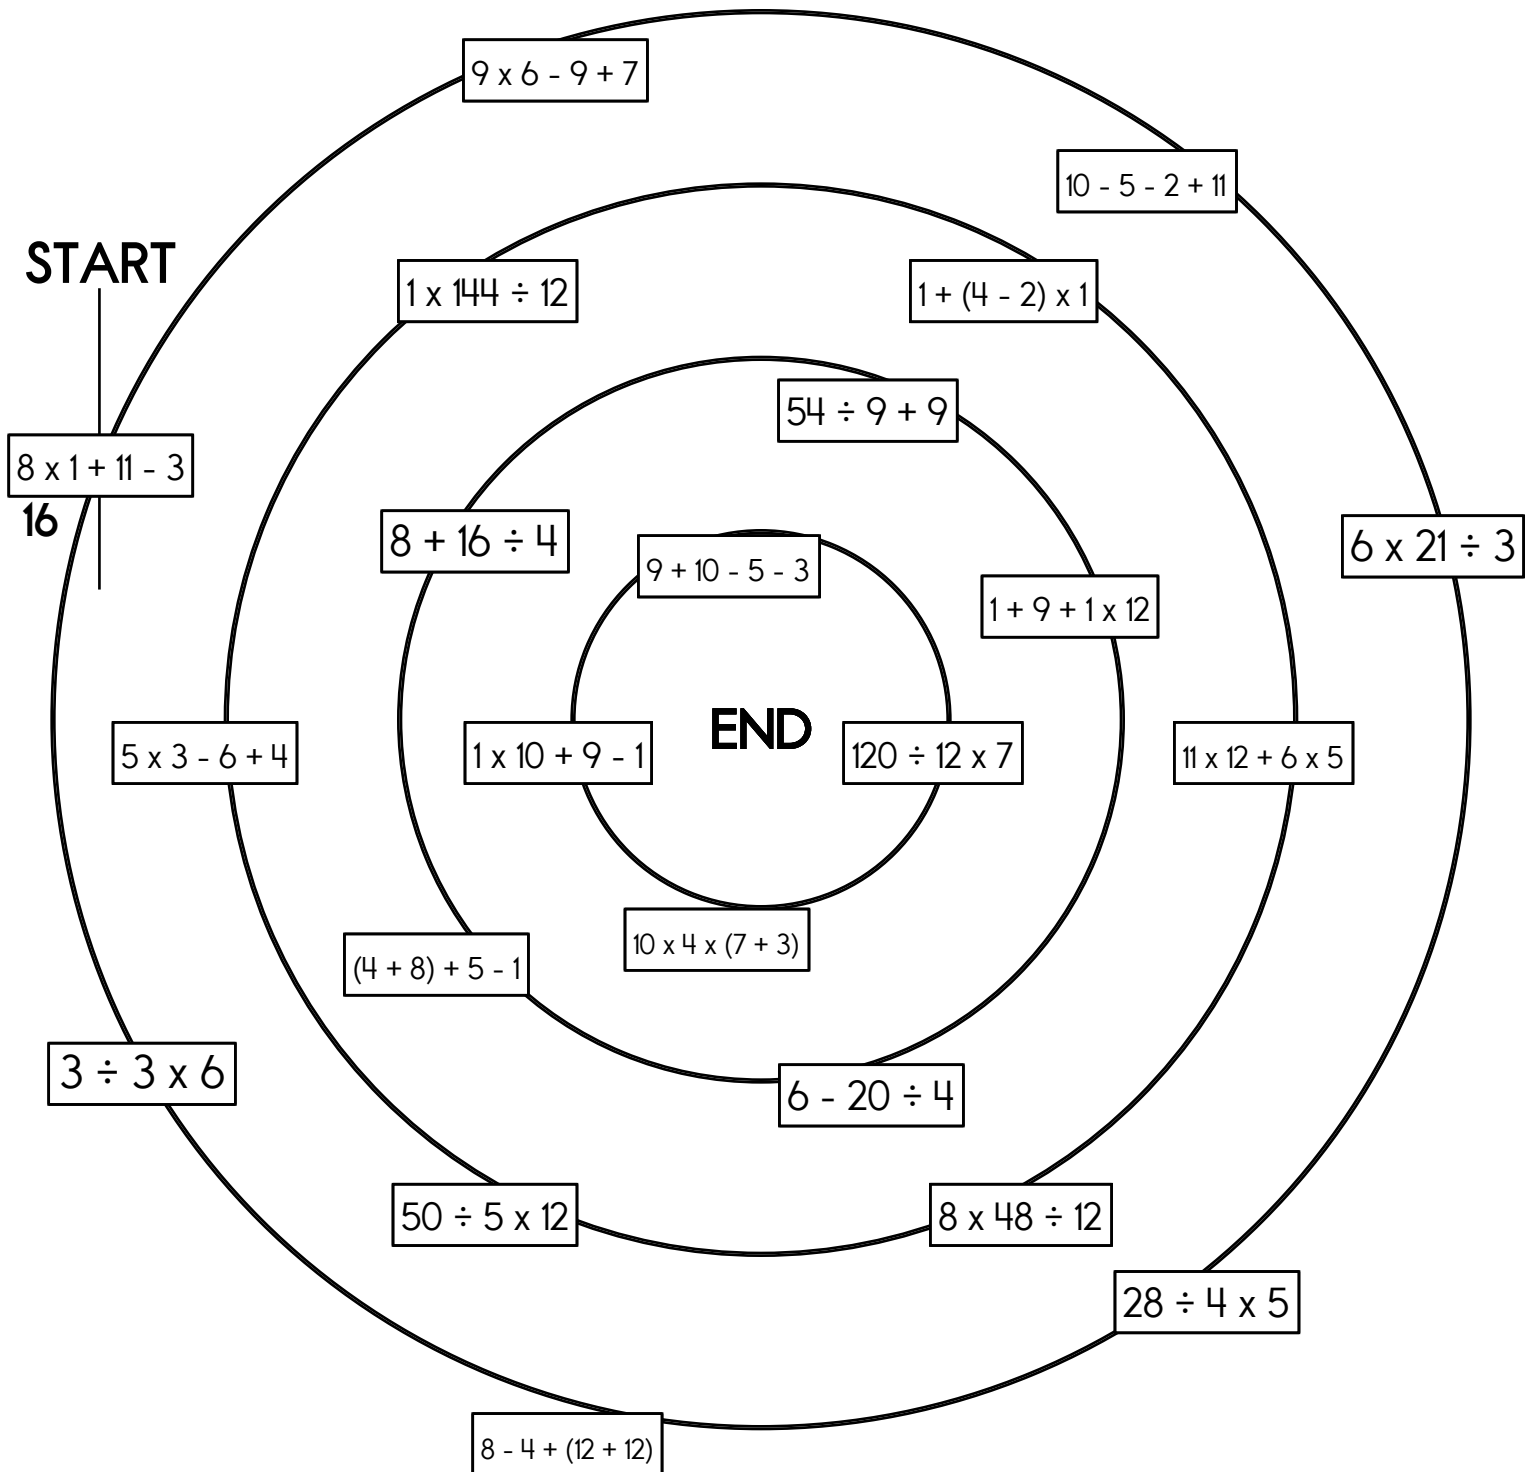 9 x 6 - 9 + 7
10 - 5 - 2 + 11
START
1 x 144 ÷ 12
1 + (4 - 2) x 1
54 ÷ 9 + 9
8 x 1 + 11 - 3
16
8 + 16 ÷ 4
6 x 21 ÷ 3
9 + 10 - 5 - 3
1 + 9 + 1 x 12
END
5 x 3 - 6 + 4
1 x 10 + 9 - 1
120 ÷ 12 x 7
11 x 12 + 6 x 5
10 x 4 x (7 + 3)
(4 + 8) + 5 - 1
3 ÷ 3 x 6
6 - 20 ÷ 4
50 ÷ 5 x 12
8 x 48 ÷ 12
28 ÷ 4 x 5
8 - 4 + (12 + 12)